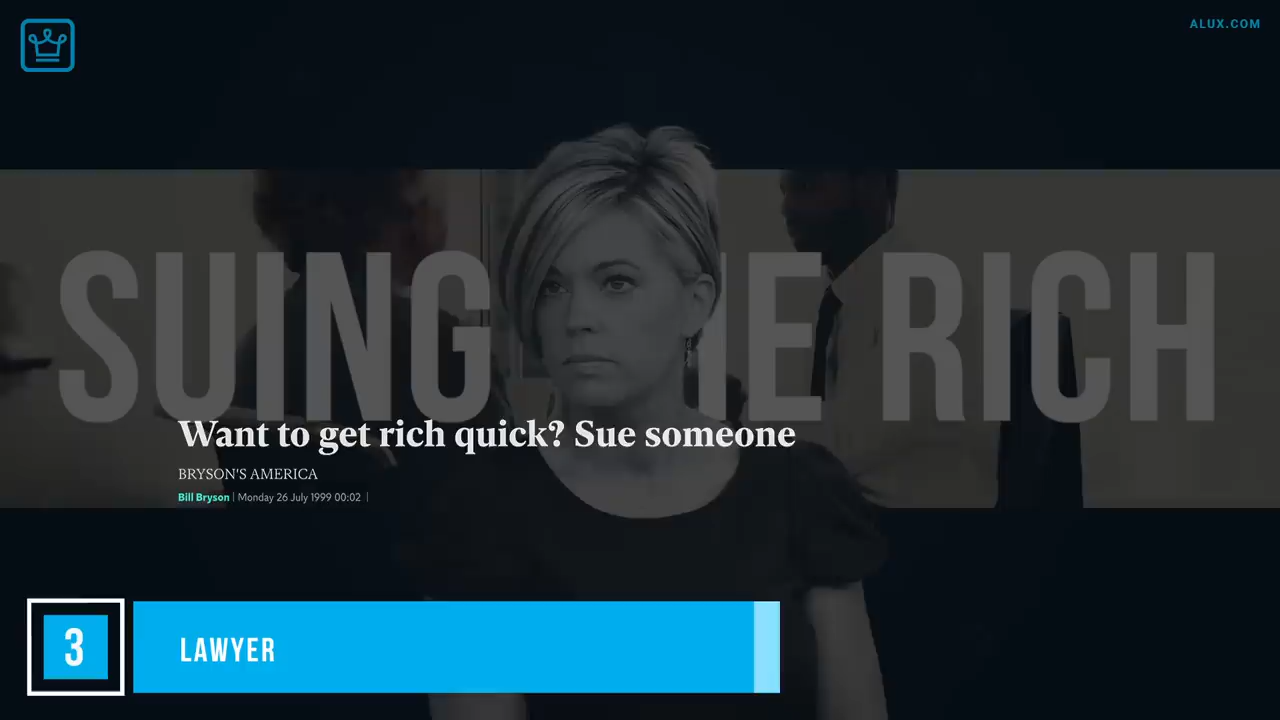 ALUX.COM
SUING THE RICH
Want to get rich quick? Sue someone
BRYSON'S AMERICA
Bill Bryson | Monday 26 July 1999 00:02 |
3
LAWYER